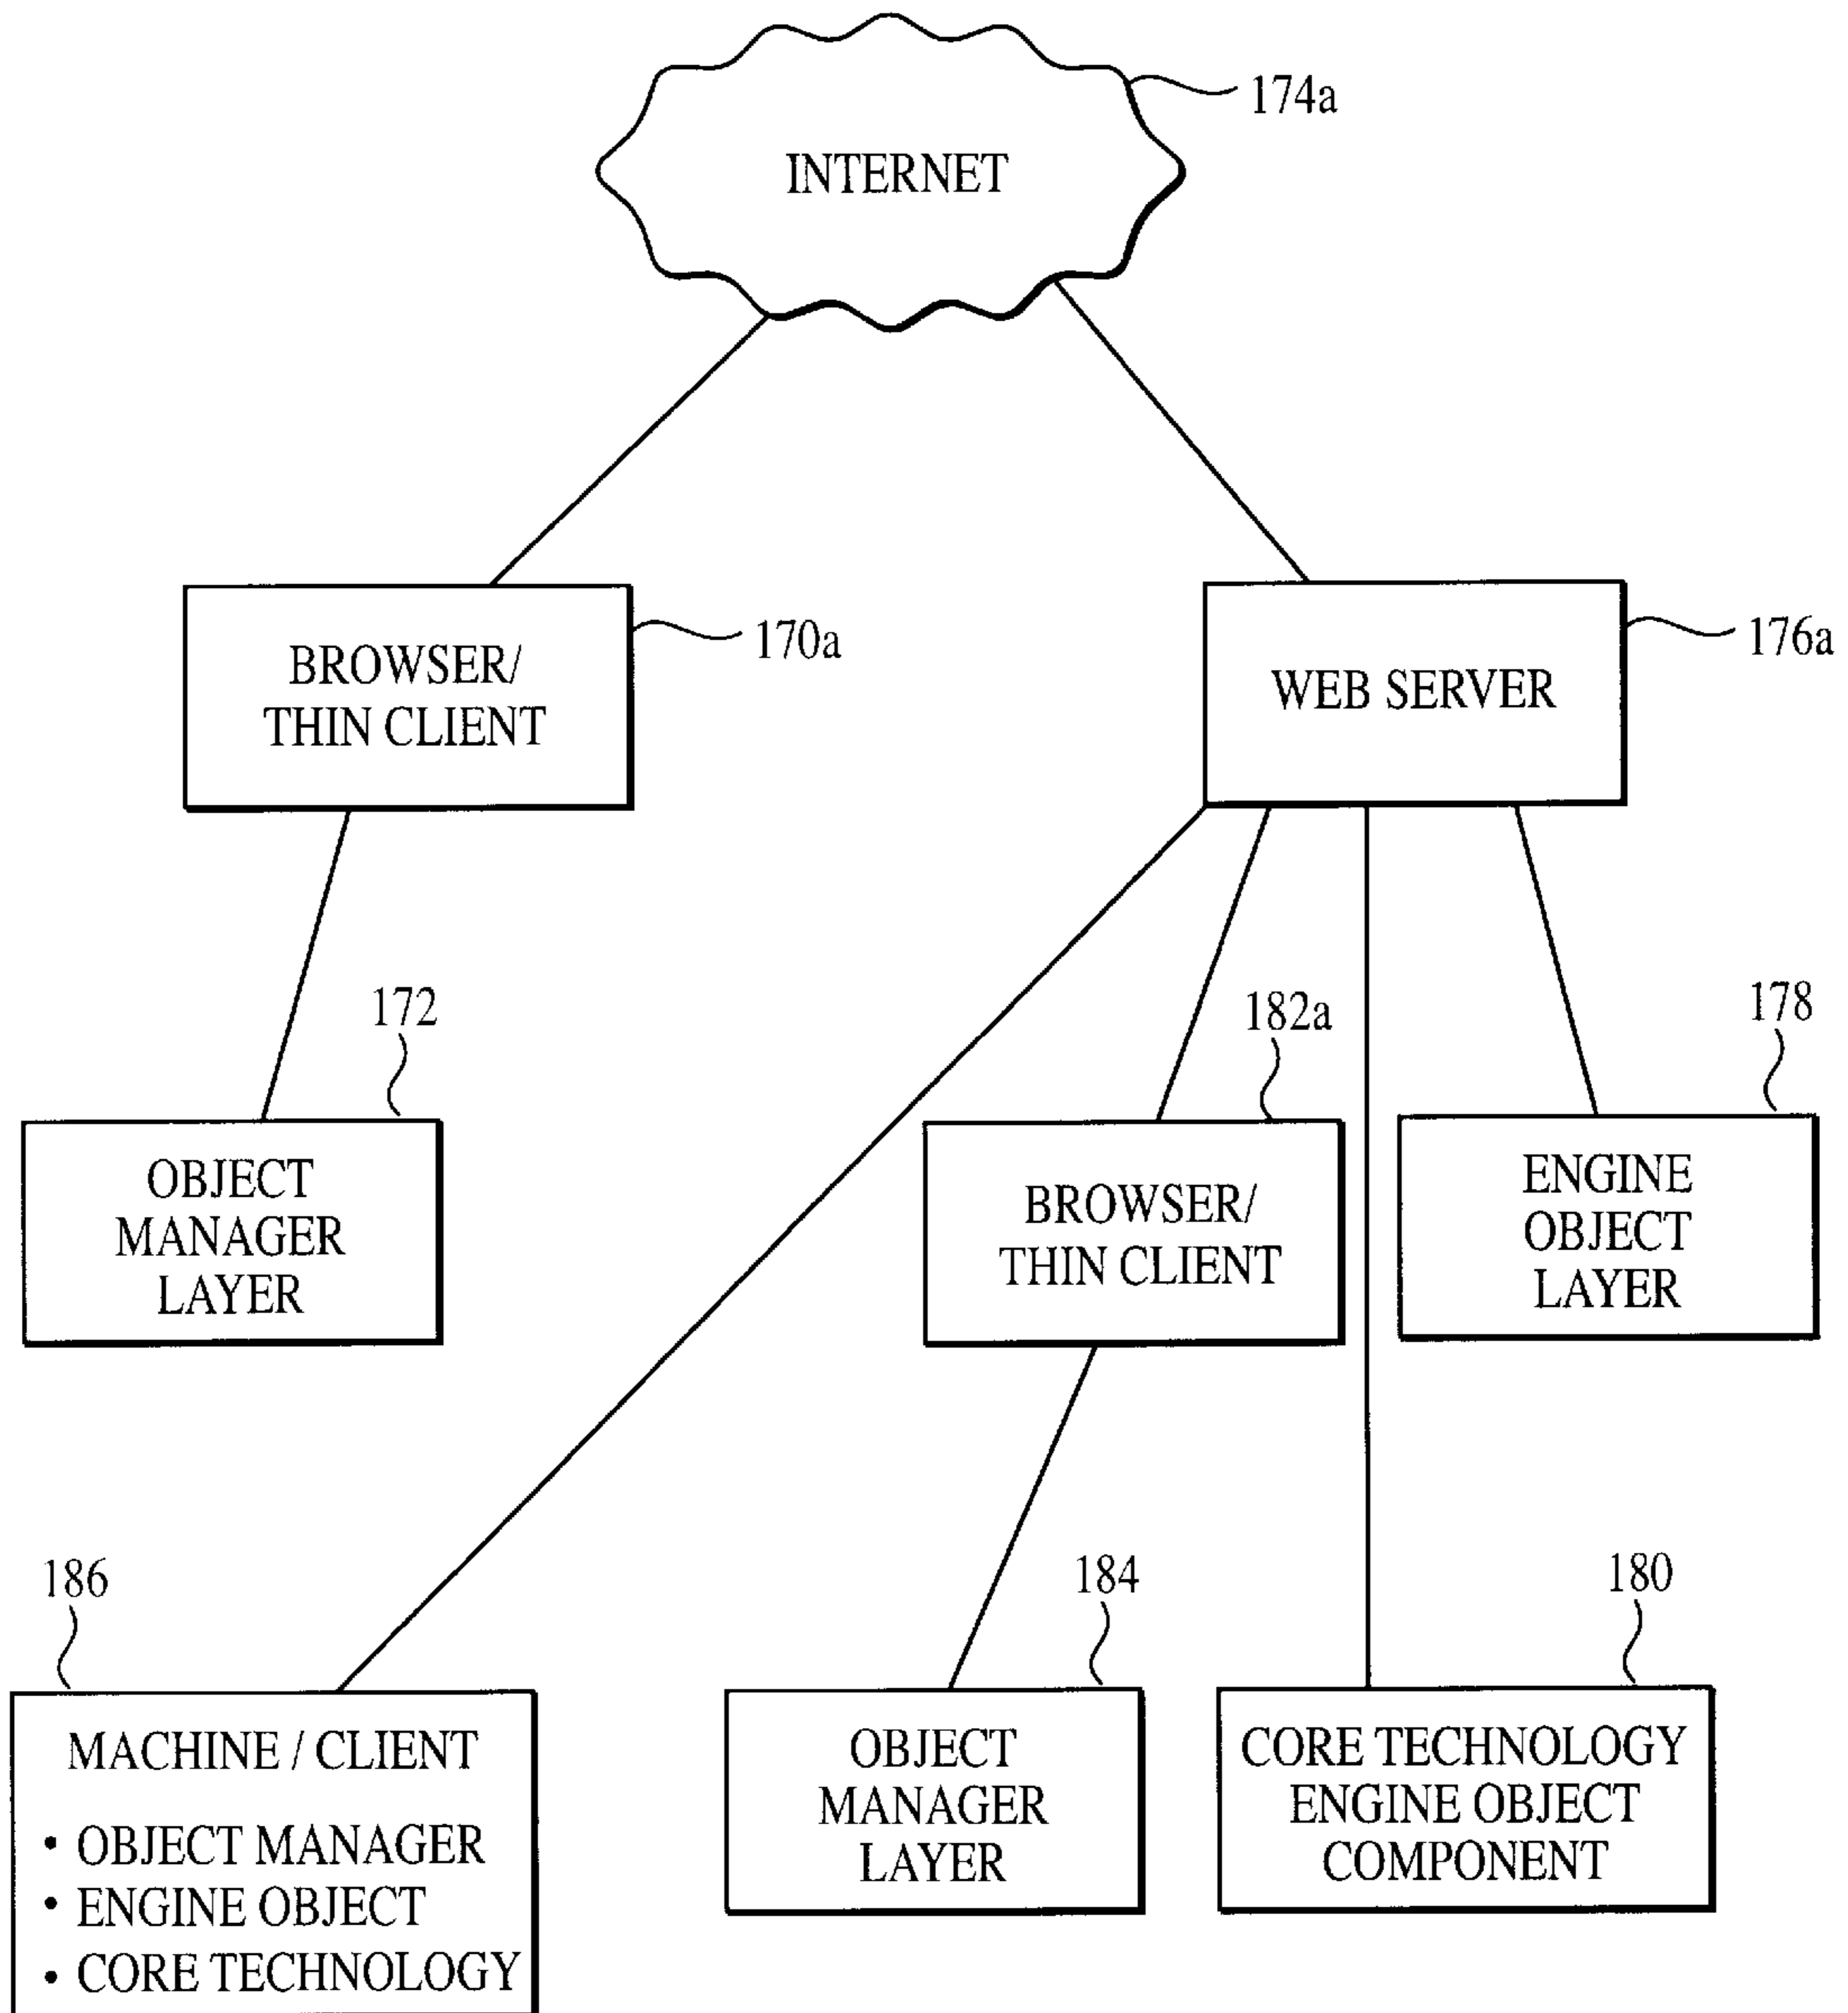 174a
INTERNET
170a
BROWSER/
THIN CLIENT
176a
WEB SERVER
172
OBJECT
MANAGER
LAYER
182a
BROWSER/
THIN CLIENT
178
ENGINE
OBJECT
LAYER
186
MACHINE / CLIENT
• OBJECT MANAGER
• ENGINE OBJECT
• CORE TECHNOLOGY
184
OBJECT
MANAGER
LAYER
180
CORE TECHNOLOGY
ENGINE OBJECT
COMPONENT